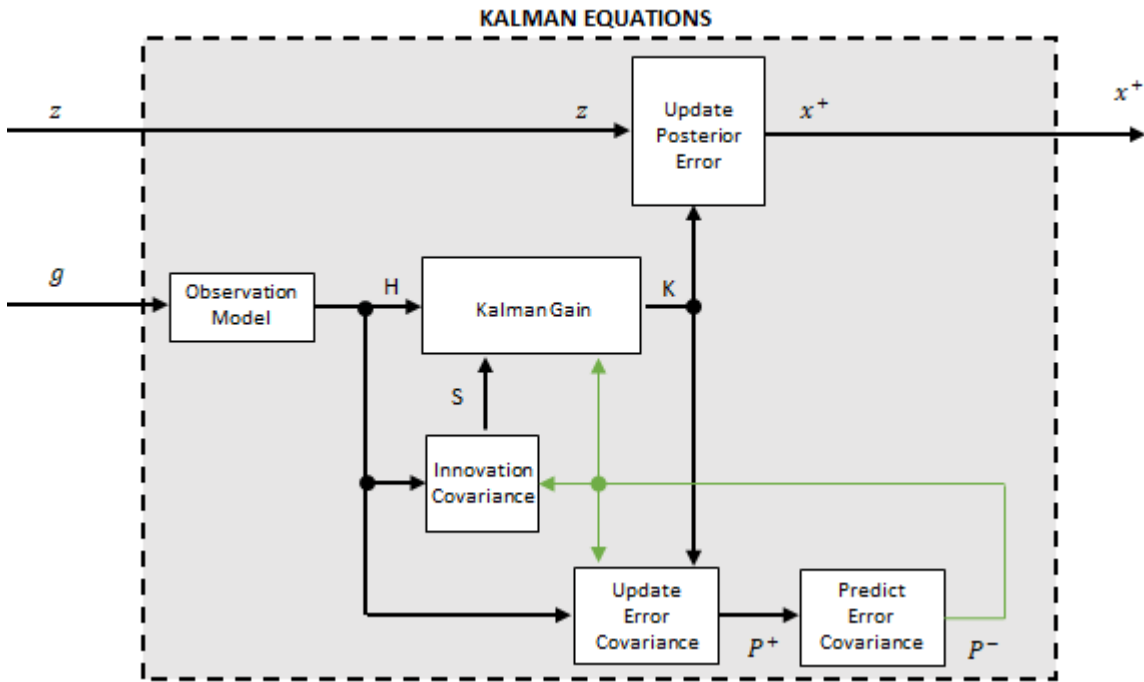 KALMAN EQUATIONS
z
z
Update
Posterior
Error
x⁺
x⁺
g
Observation
Model
H
Kalman Gain
K
S
Innovation
Covariance
Update
Error
Covariance
P⁺
Predict
Error
Covariance
P⁻